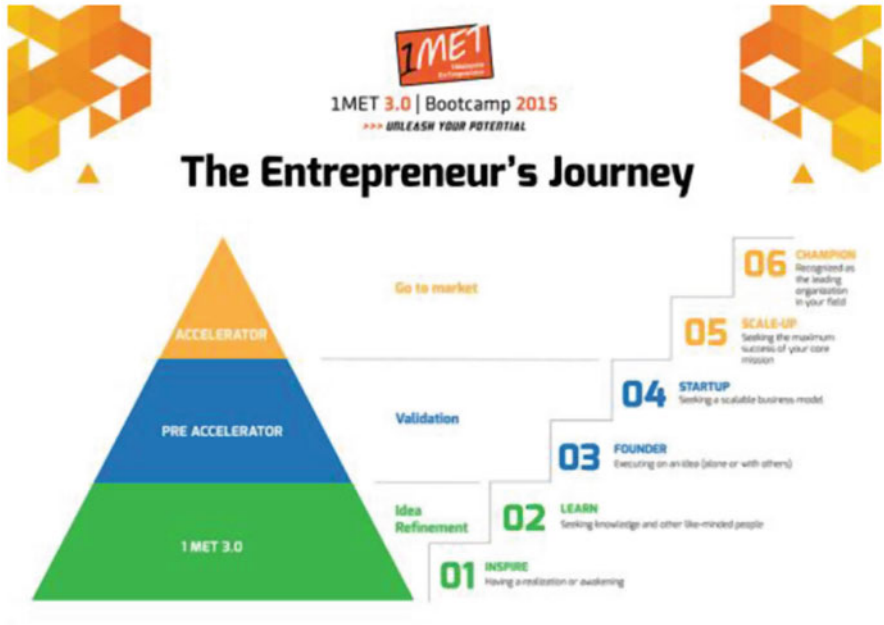 1MET
1Malaysia
Entrepreneur
1MET 3.0 | Bootcamp 2015
>>> UNLEASH YOUR POTENTIAL
The Entrepreneur's Journey
ACCELERATOR
PRE ACCELERATOR
1 MET 3.0
Go to market
Validation
Idea
Refinement
06 CHAMPION
Recognized as
the leading
organization
in your field
05 SCALE-UP
Seeking the maximum
success of your core
mission
04 STARTUP
Seeking a scalable business model
03 FOUNDER
Executing on an idea (alone or with others)
02 LEARN
Seeking knowledge and other like-minded people
01 INSPIRE
Having a realization or awakening